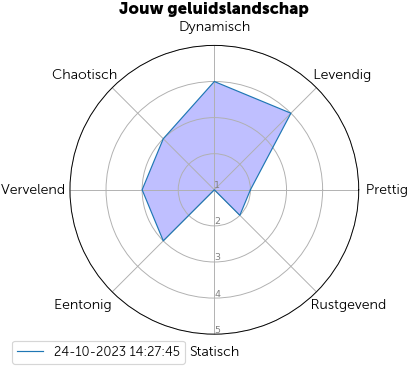 Jouw geluidslandschap
Dynamisch
Chaotisch
Levendig
Vervelend
1
Prettig
2
3
4
Eentonig
Rustgevend
5
24-10-2023 14:27:45
Statisch